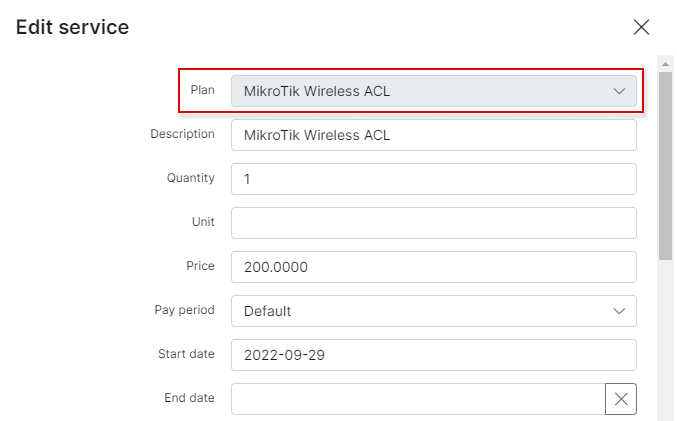 Edit service
Plan MikroTik Wireless ACL
Description MikroTik Wireless ACL
Quantity 1
Unit
Price 200.0000
Pay period Default
Start date 2022-09-29
End date